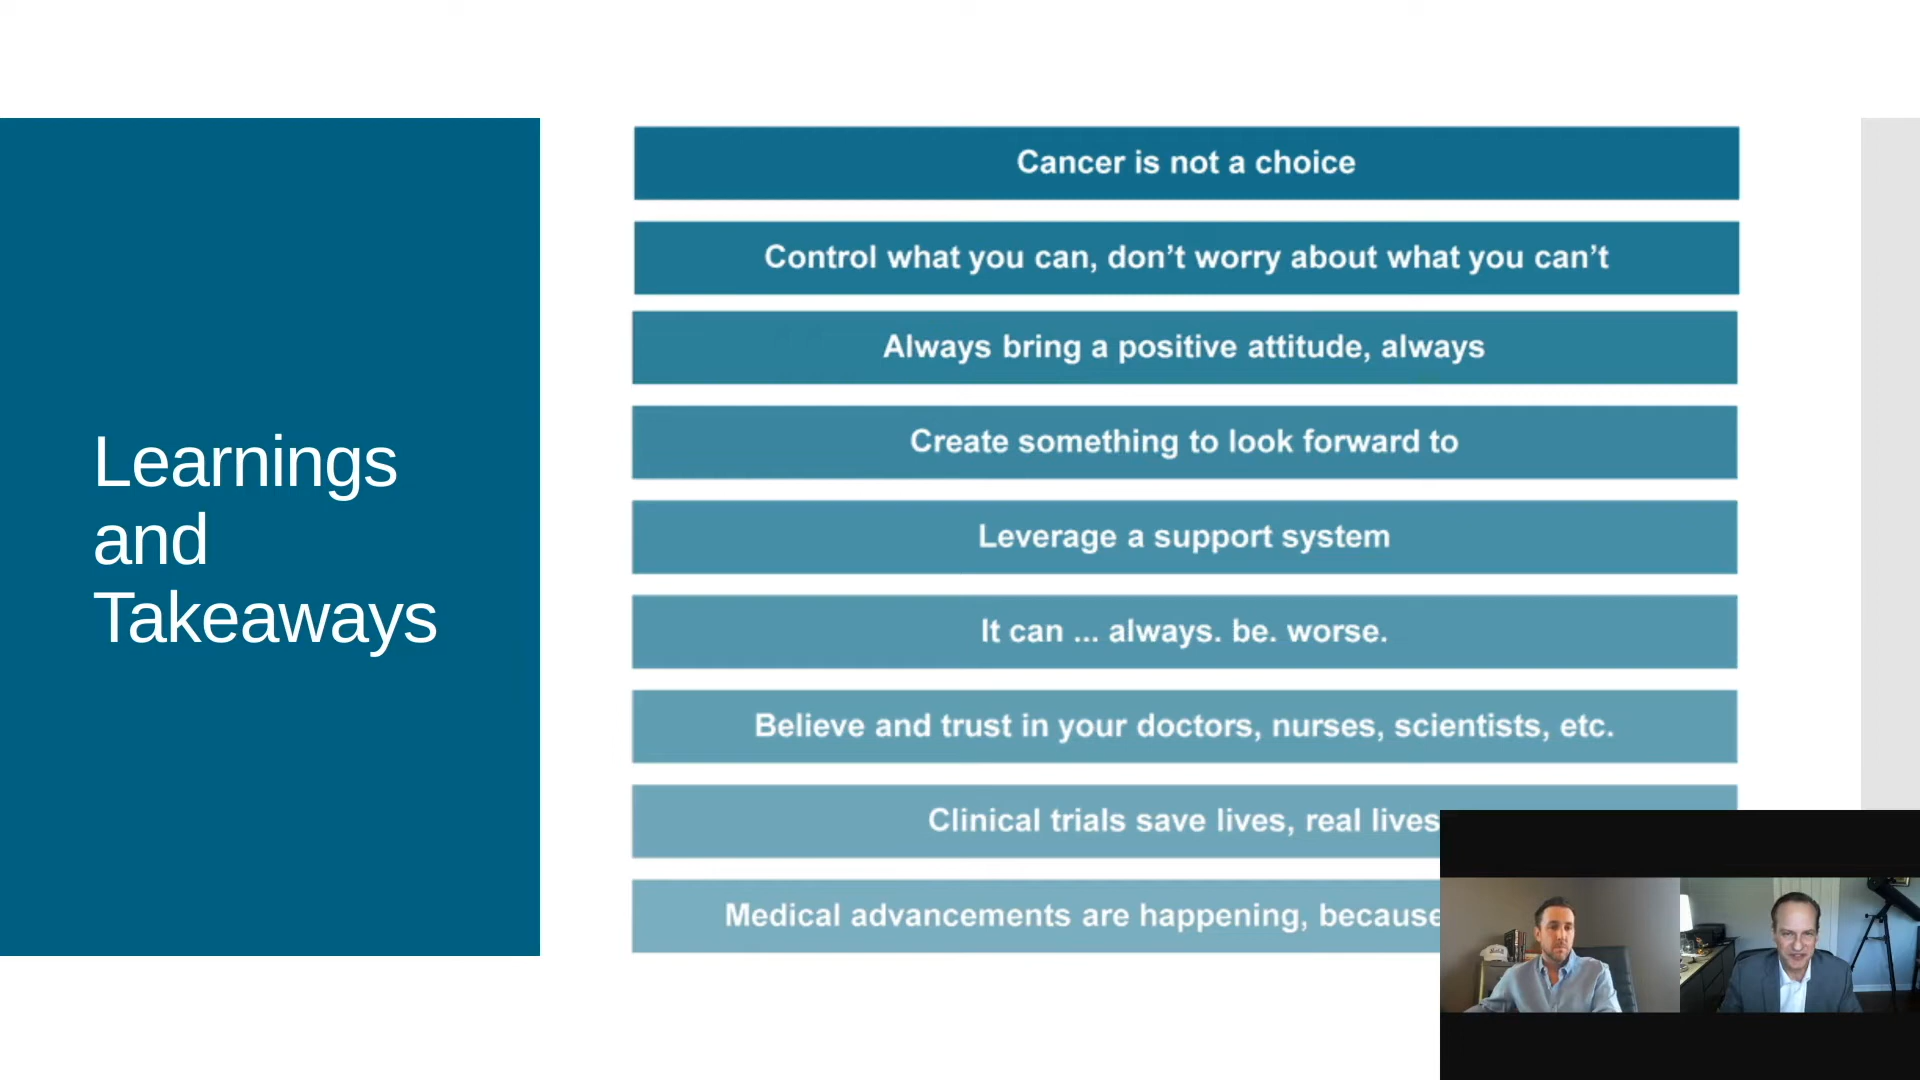 Learnings
and
Takeaways
Cancer is not a choice
Control what you can, don’t worry about what you can’t
Always bring a positive attitude, always
Create something to look forward to
Leverage a support system
It can ... always. be. worse.
Believe and trust in your doctors, nurses, scientists, etc.
Clinical trials save lives, real lives
Medical advancements are happening, because